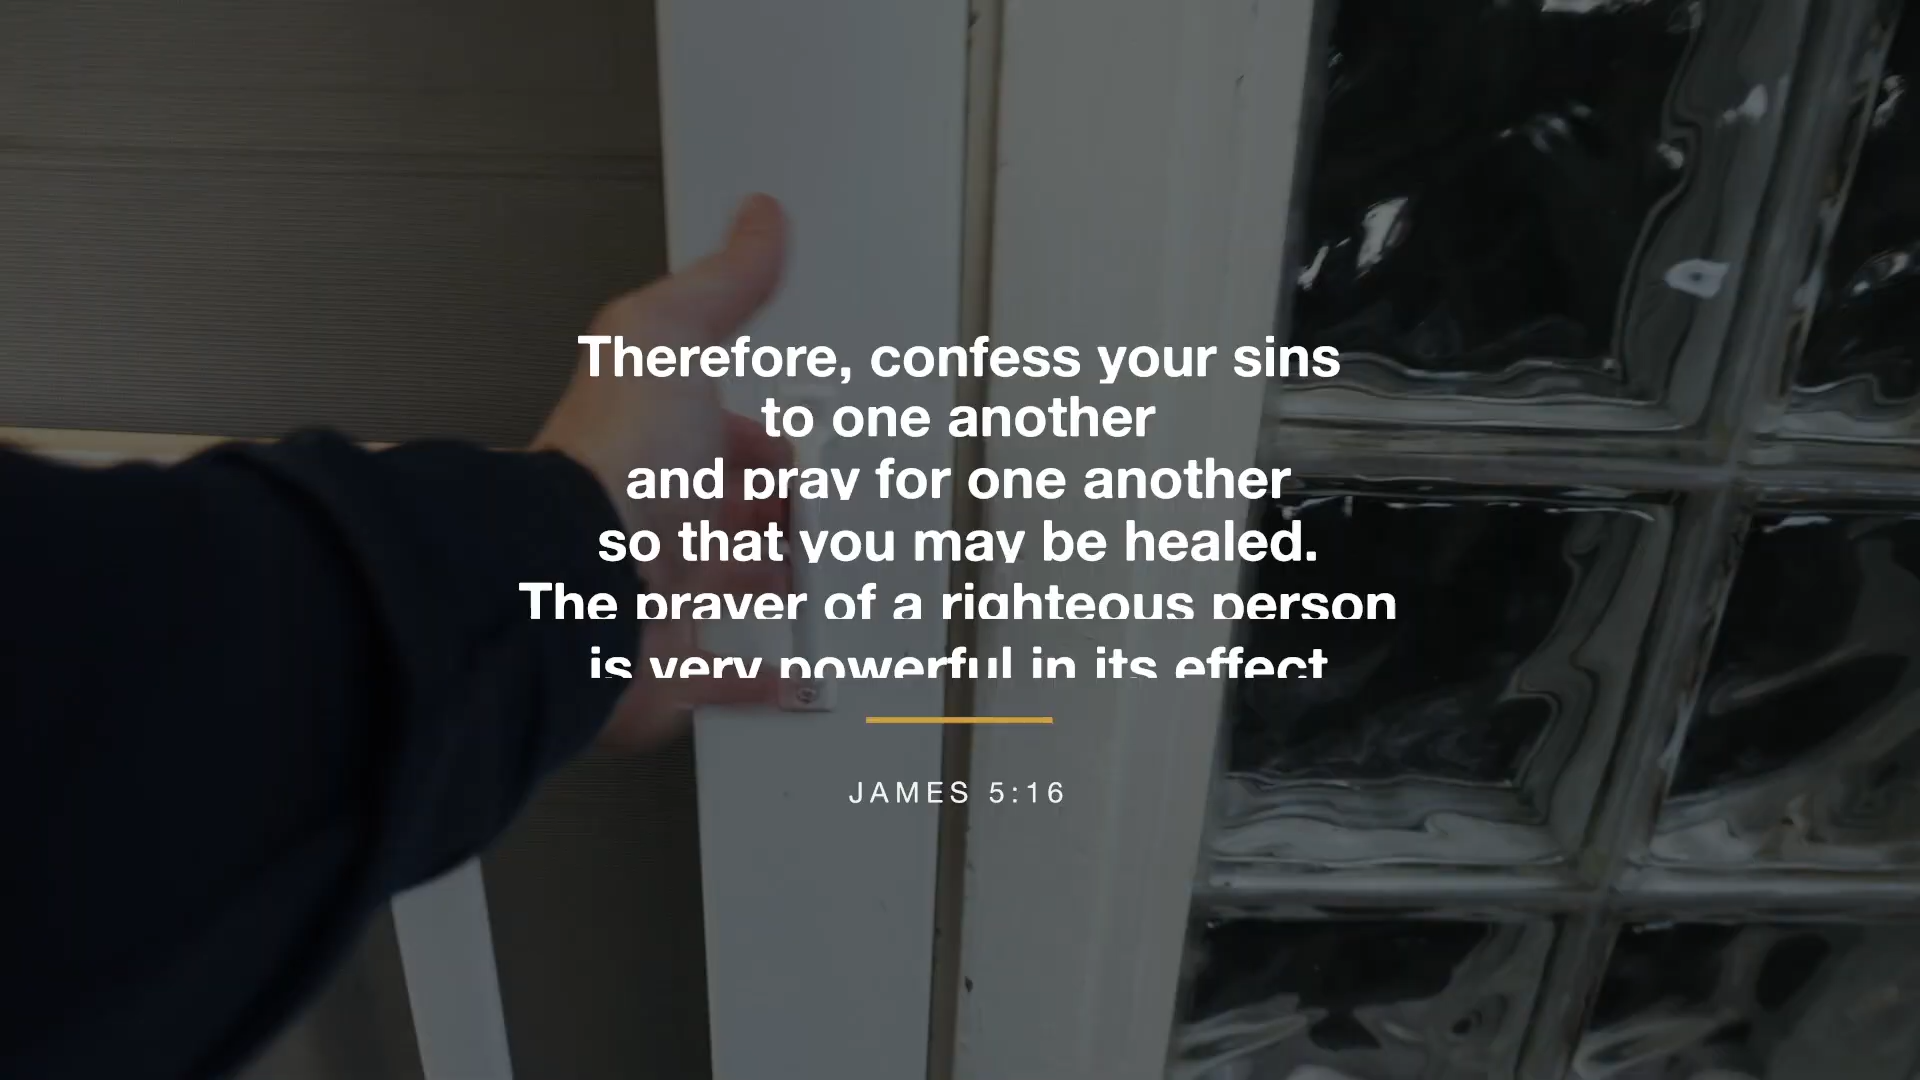 Therefore, confess your sins
to one another
and pray for one another
so that you may be healed.
The prayer of a righteous person
is very powerful in its effect
JAMES 5:16